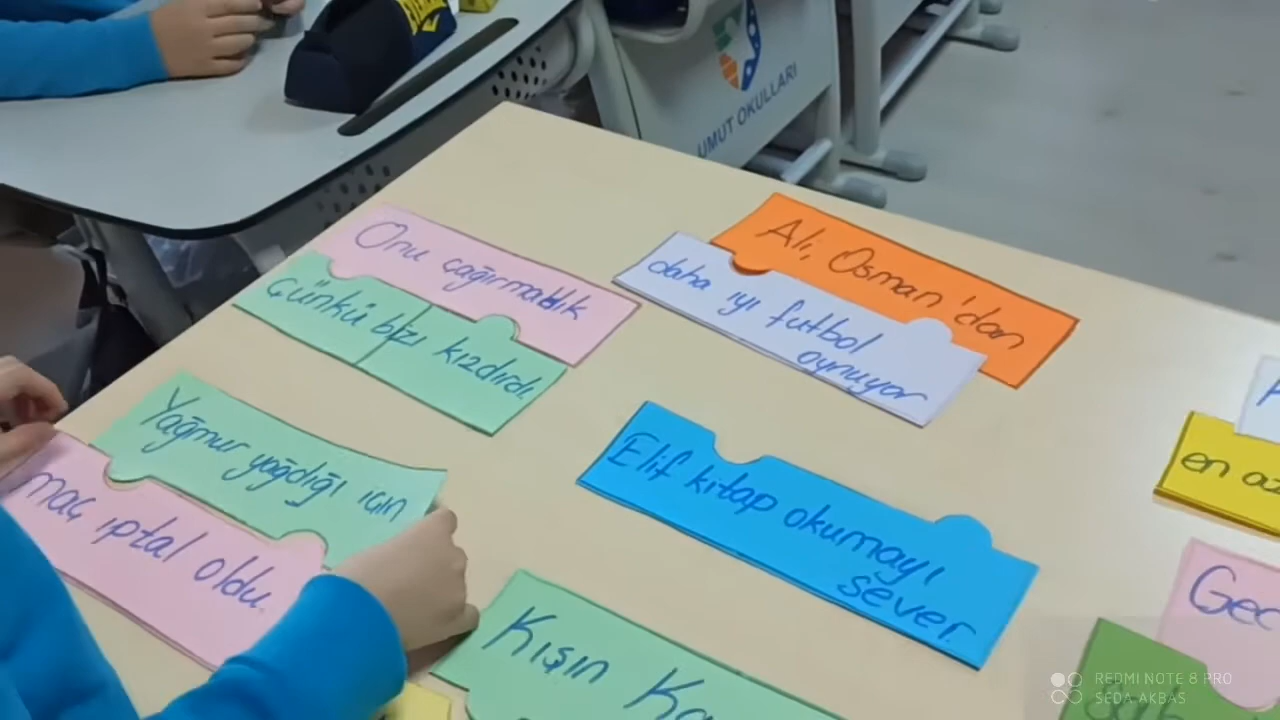 UMUT OKULLARI
Onu çağırmadık
çünkü bizi kızdırdı.
Ali, Osman'dan
daha iyi futbol
oynuyor
Yağmur yağdığı için
maç iptal oldu.
Elif kitap okumayı
sever.
en az
Kışın
REDMI NOTE 8 PRO
SEDA AKBAS